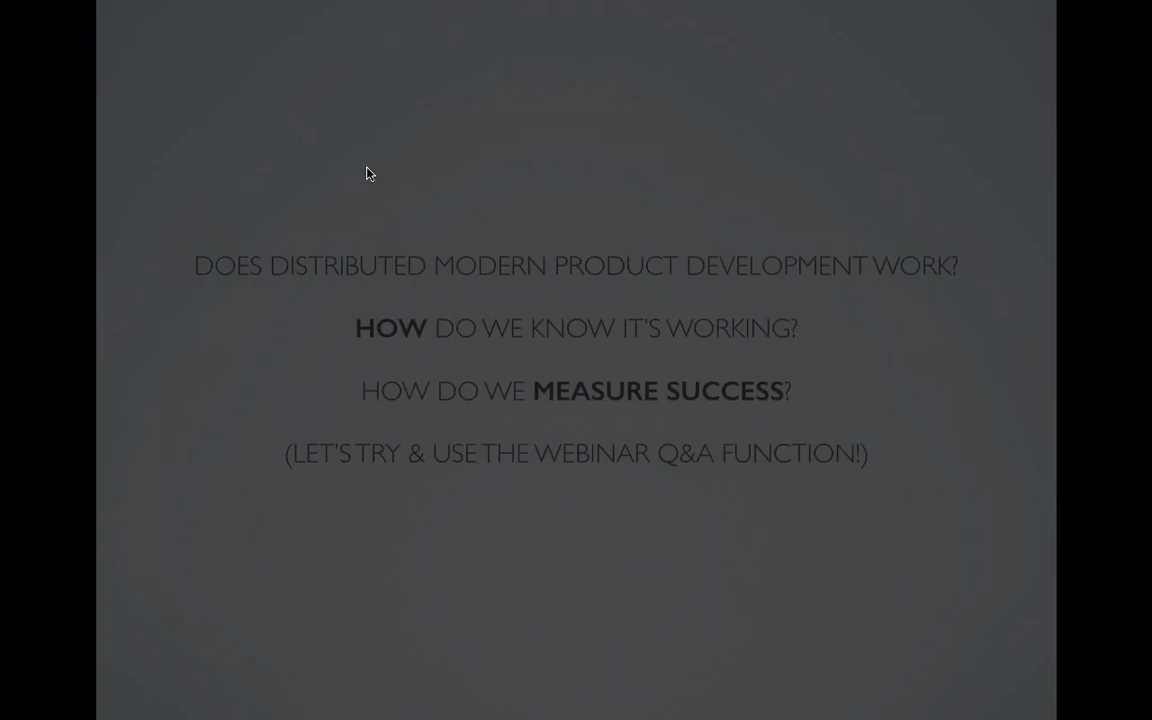 DOES DISTRIBUTED MODERN PRODUCT DEVELOPMENT WORK?
HOW DO WE KNOW IT'S WORKING?
HOW DO WE MEASURE SUCCESS?
(LET'S TRY & USE THE WEBINAR Q&A FUNCTION!)